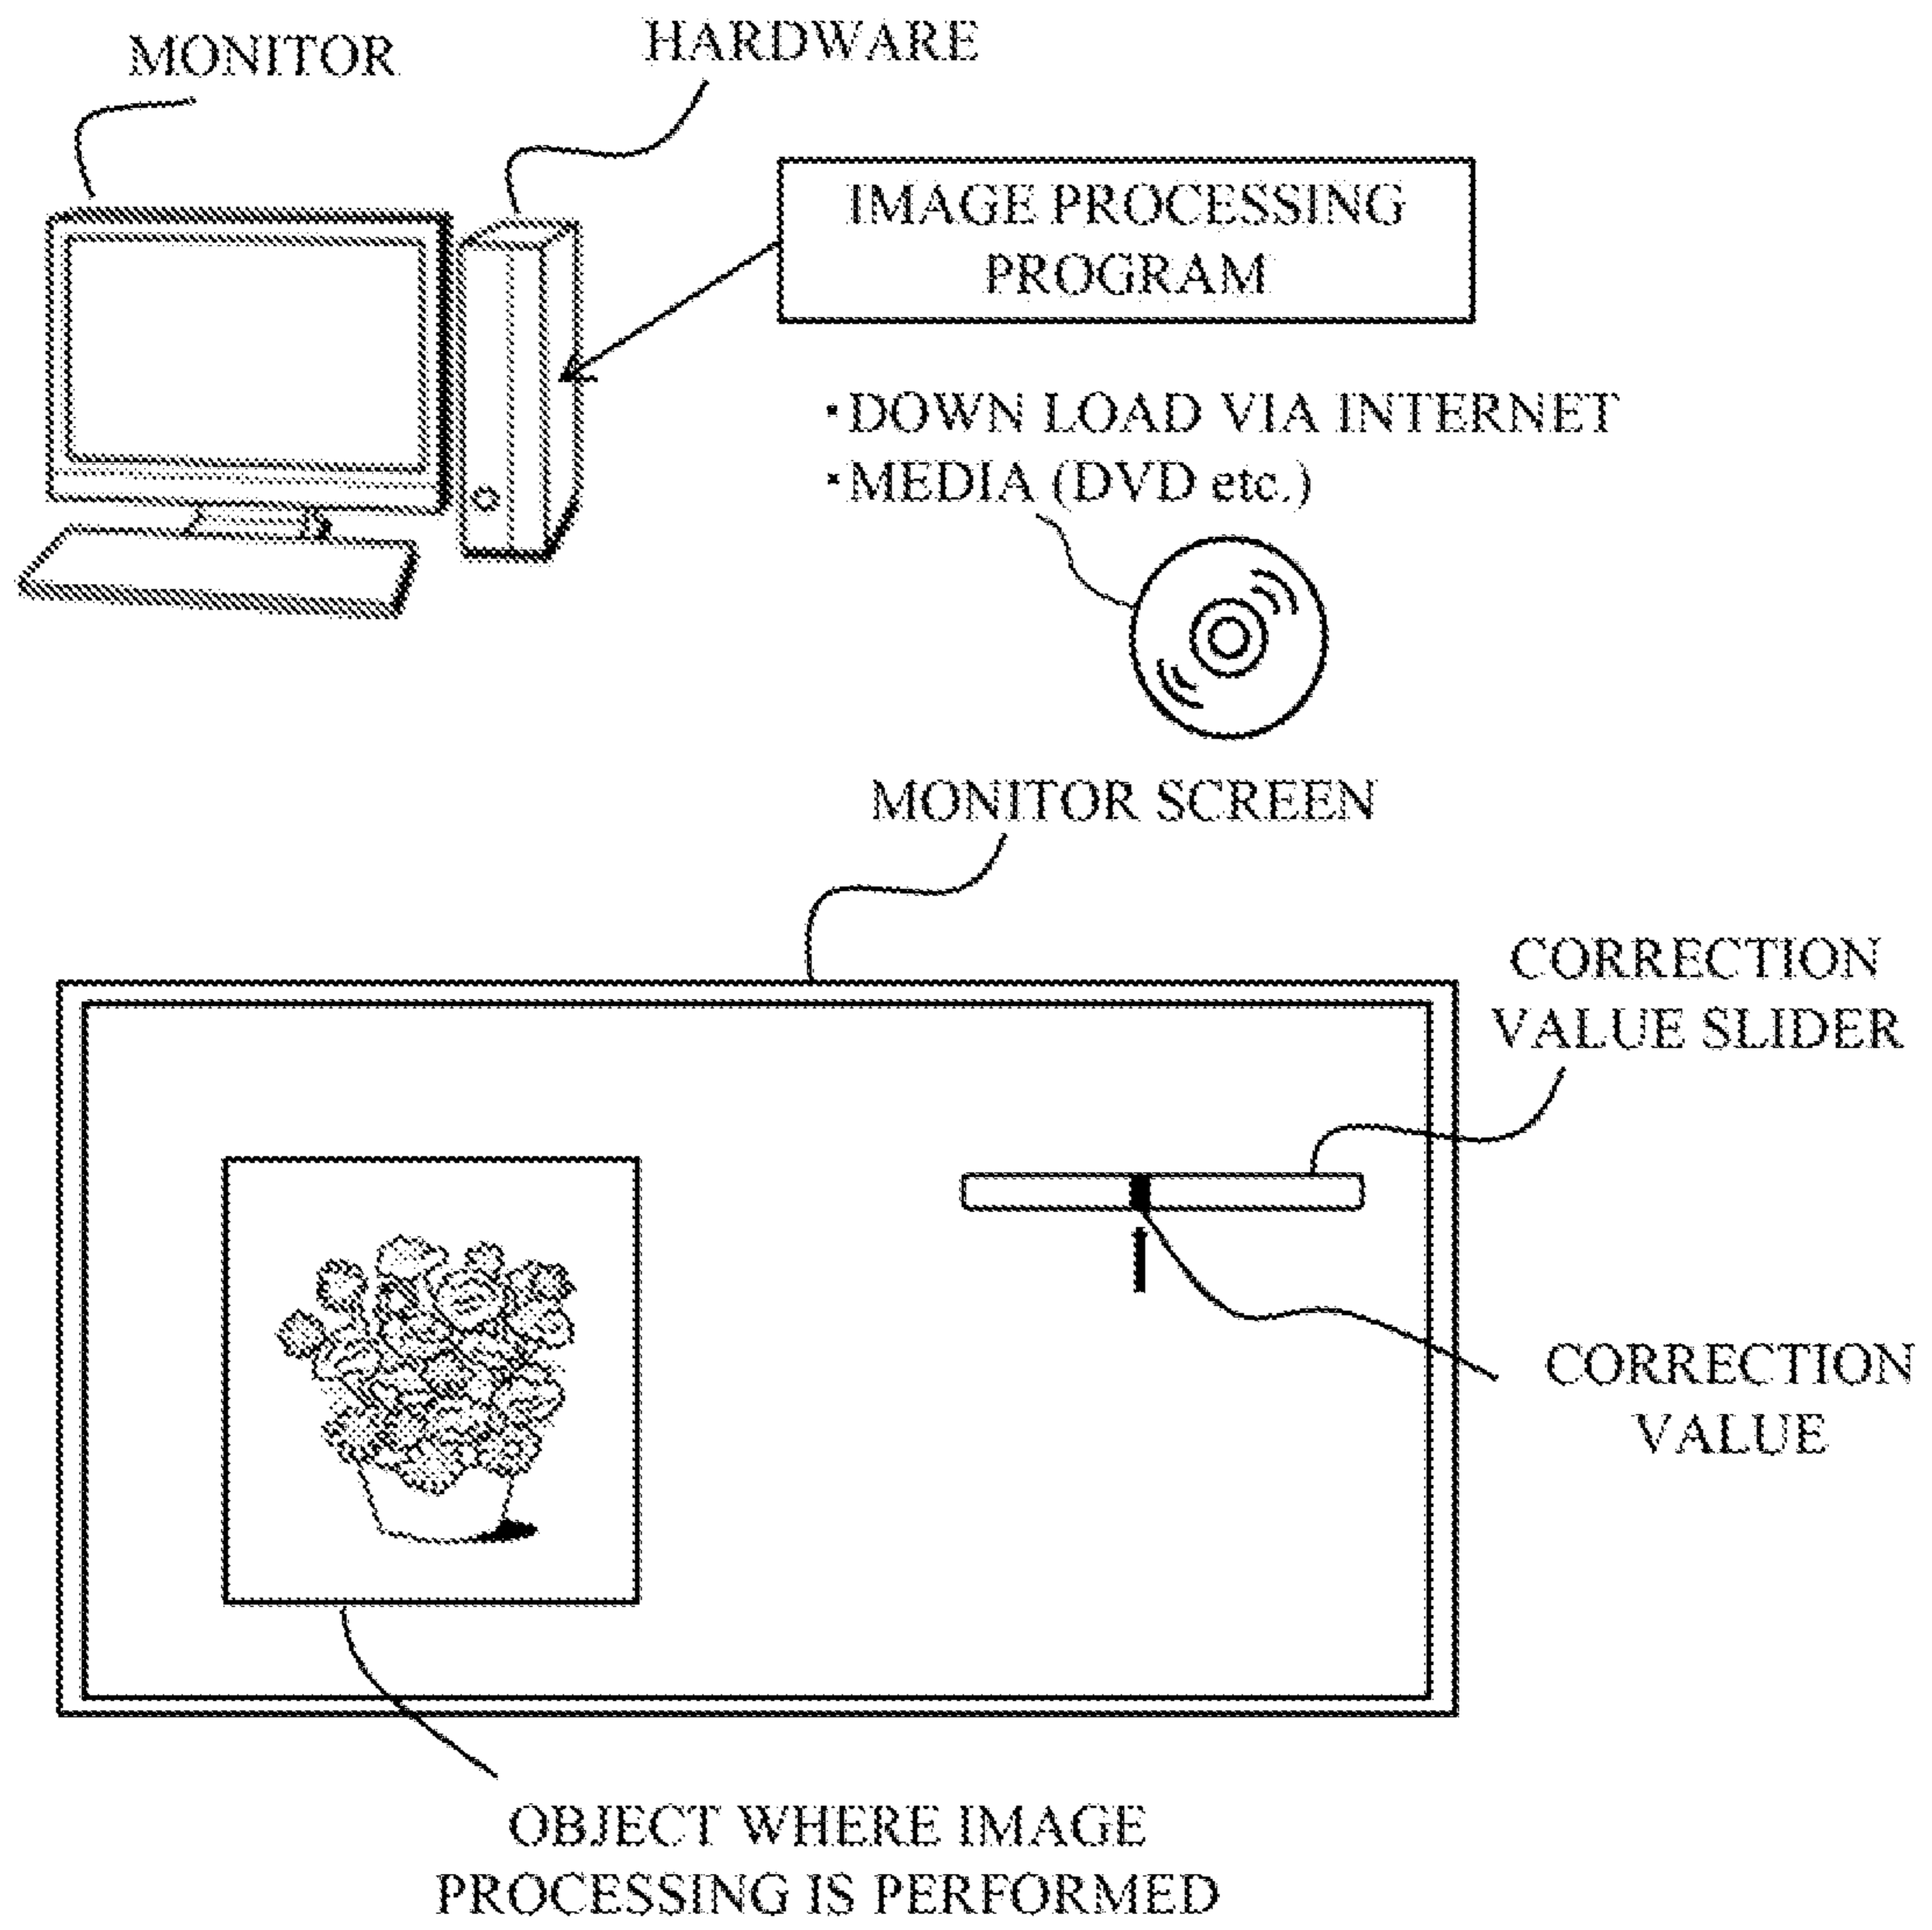 MONITOR
HARDWARE
IMAGE PROCESSING
PROGRAM
・DOWN LOAD VIA INTERNET
・MEDIA (DVD etc.)
MONITOR SCREEN
CORRECTION
VALUE SLIDER
CORRECTION
VALUE
OBJECT WHERE IMAGE
PROCESSING IS PERFORMED